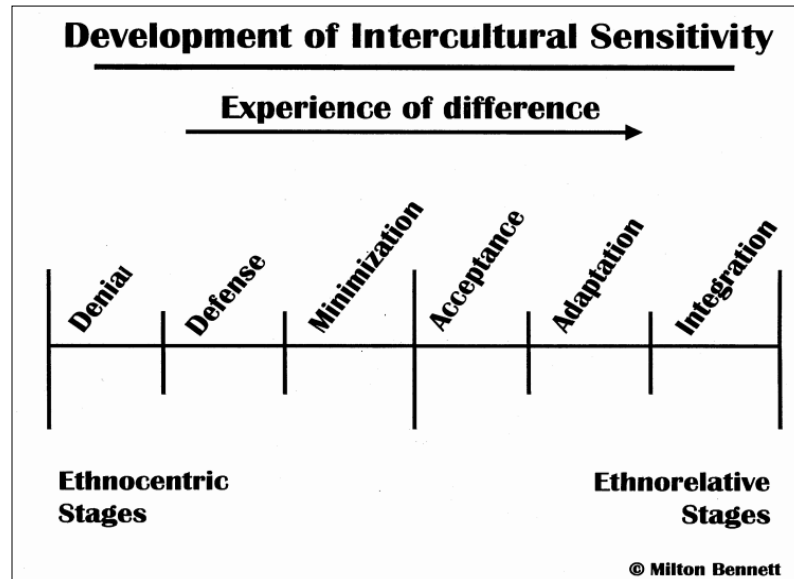 Development of Intercultural Sensitivity
Experience of difference
Denial
Defense
Minimization
Acceptance
Adaptation
Integration
Ethnocentric
Stages
Ethnorelative
Stages
© Milton Bennett